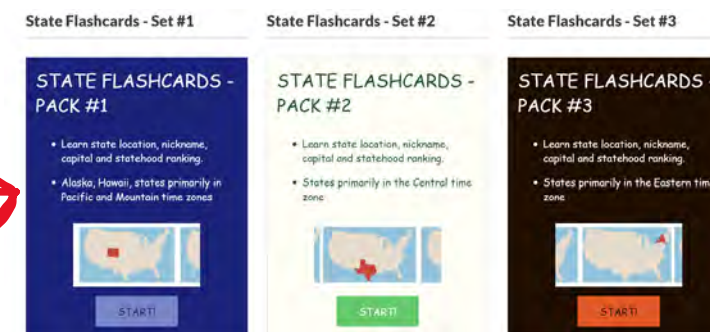 State Flashcards - Set #1
State Flashcards - Set #2
State Flashcards - Set #3
STATE FLASHCARDS -
PACK #1
• Learn state location, nickname,
capital and statehood ranking.
• Alaska, Hawaii, states primarily in
Pacific and Mountain time zones
START!
STATE FLASHCARDS -
PACK #2
• Learn state location, nickname,
capital and statehood ranking.
• States primarily in the Central time
zone
START!
STATE FLASHCARDS -
PACK #3
• Learn state location, nickname,
capital and statehood ranking.
• States primarily in the Eastern time
zone
START!